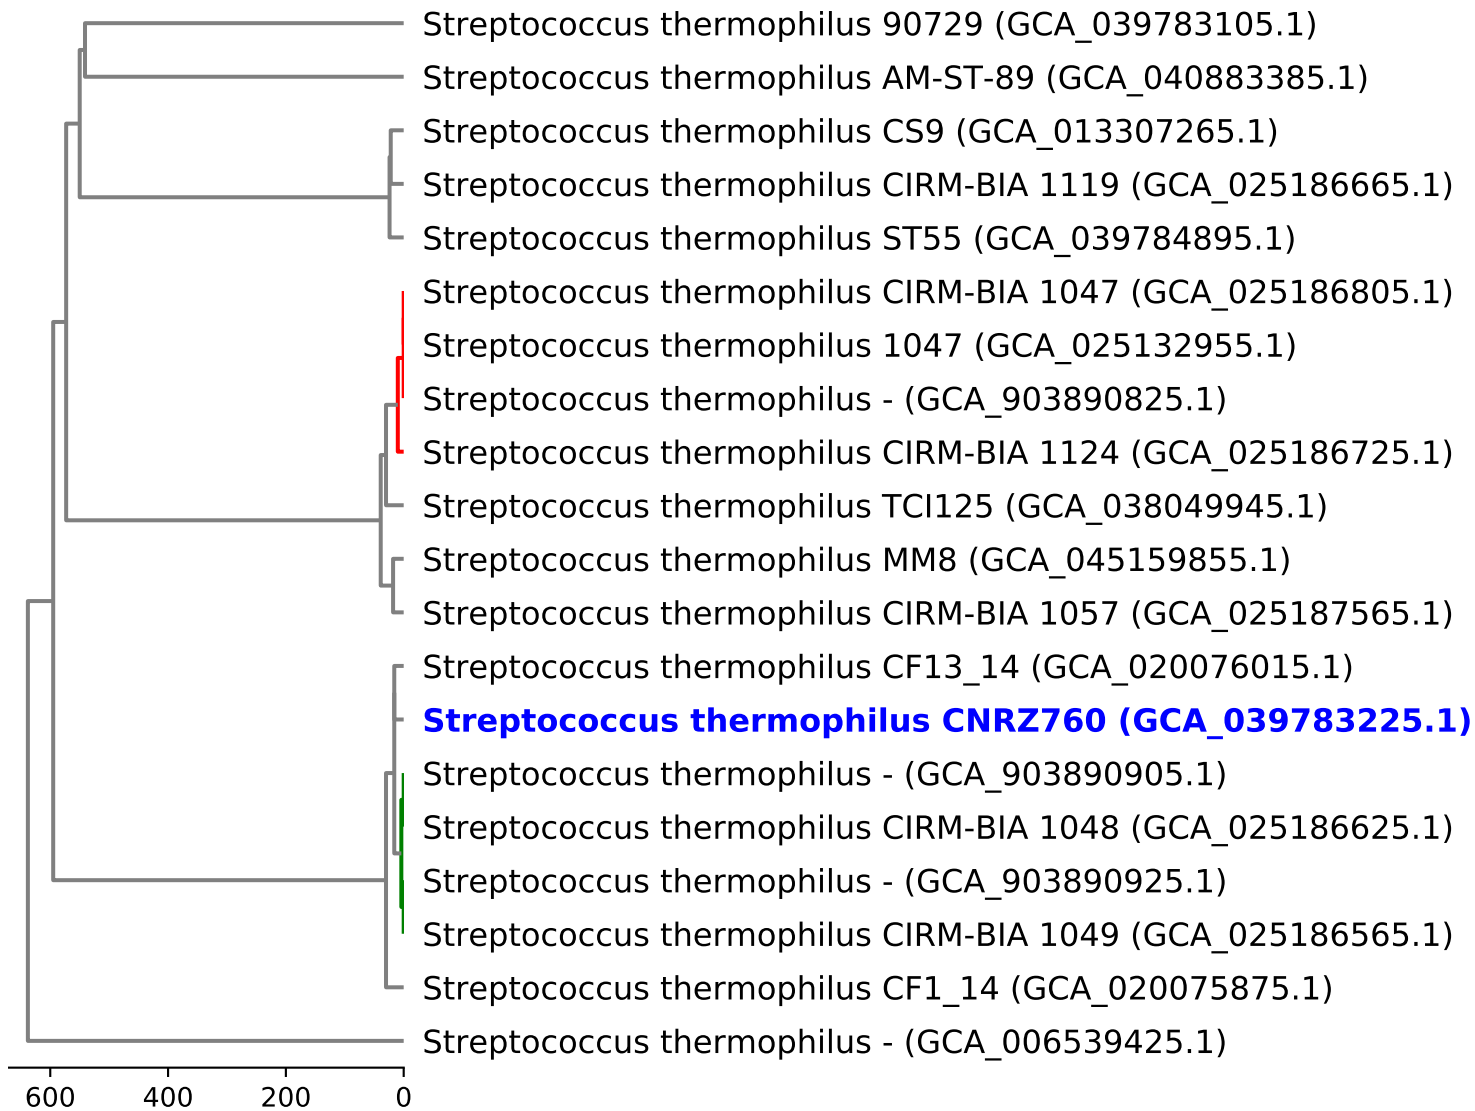 Streptococcus thermophilus 90729 (GCA_039783105.1)
Streptococcus thermophilus AM-ST-89 (GCA_040883385.1)
Streptococcus thermophilus CS9 (GCA_013307265.1)
Streptococcus thermophilus CIRM-BIA 1119 (GCA_025186665.1)
Streptococcus thermophilus ST55 (GCA_039784895.1)
Streptococcus thermophilus CIRM-BIA 1047 (GCA_025186805.1)
Streptococcus thermophilus 1047 (GCA_025132955.1)
Streptococcus thermophilus - (GCA_903890825.1)
Streptococcus thermophilus CIRM-BIA 1124 (GCA_025186725.1)
Streptococcus thermophilus TCI125 (GCA_038049945.1)
Streptococcus thermophilus MM8 (GCA_045159855.1)
Streptococcus thermophilus CIRM-BIA 1057 (GCA_025187565.1)
Streptococcus thermophilus CF13_14 (GCA_020076015.1)
Streptococcus thermophilus CNRZ760 (GCA_039783225.1)
Streptococcus thermophilus - (GCA_903890905.1)
Streptococcus thermophilus CIRM-BIA 1048 (GCA_025186625.1)
Streptococcus thermophilus - (GCA_903890925.1)
Streptococcus thermophilus CIRM-BIA 1049 (GCA_025186565.1)
Streptococcus thermophilus CF1_14 (GCA_020075875.1)
Streptococcus thermophilus - (GCA_006539425.1)
600 400 200 0